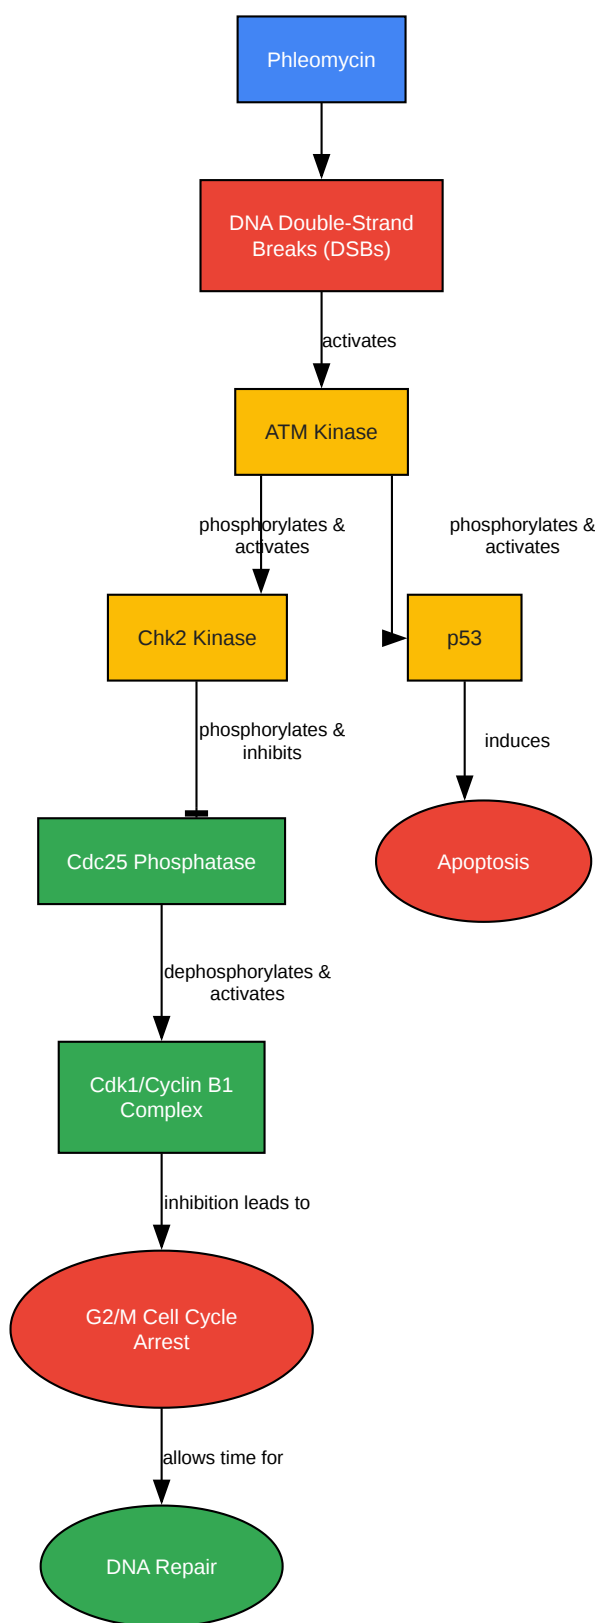 Phleomycin
DNA Double-Strand
Breaks (DSBs)
activates
ATM Kinase
phosphorylates &
activates
phosphorylates &
activates
Chk2 Kinase
p53
phosphorylates &
inhibits
induces
Cdc25 Phosphatase
Apoptosis
dephosphorylates &
activates
Cdk1/Cyclin B1
Complex
inhibition leads to
G2/M Cell Cycle
Arrest
allows time for
DNA Repair